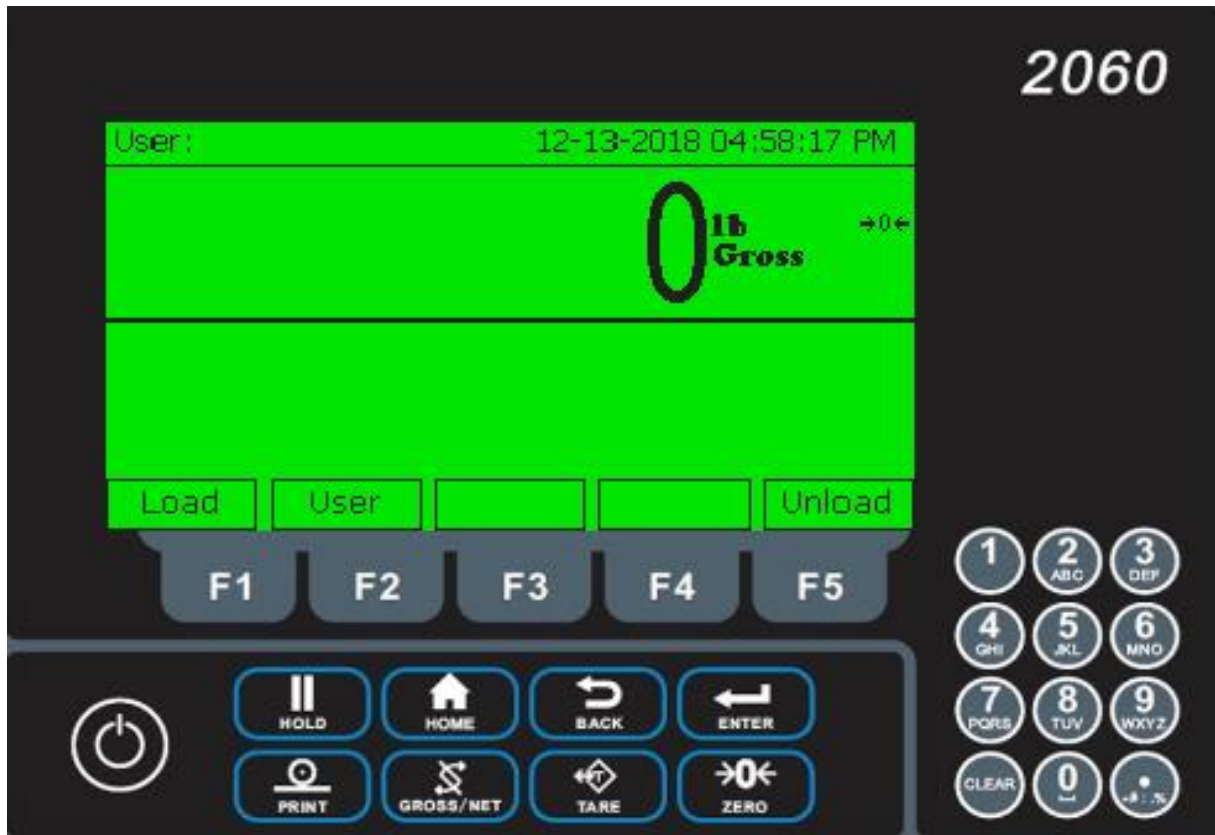 2060
User: 12-13-2018 04:58:17 PM
0 lb →0←
Gross
Load User Unload
F1 F2 F3 F4 F5
1 2 ABC 3 DEF
4 GHI 5 JKL 6 MNO
7 PQRS 8 TUV 9 WXYZ
CLEAR 0
HOLD HOME BACK ENTER
PRINT GROSS/NET T TARE →0← ZERO